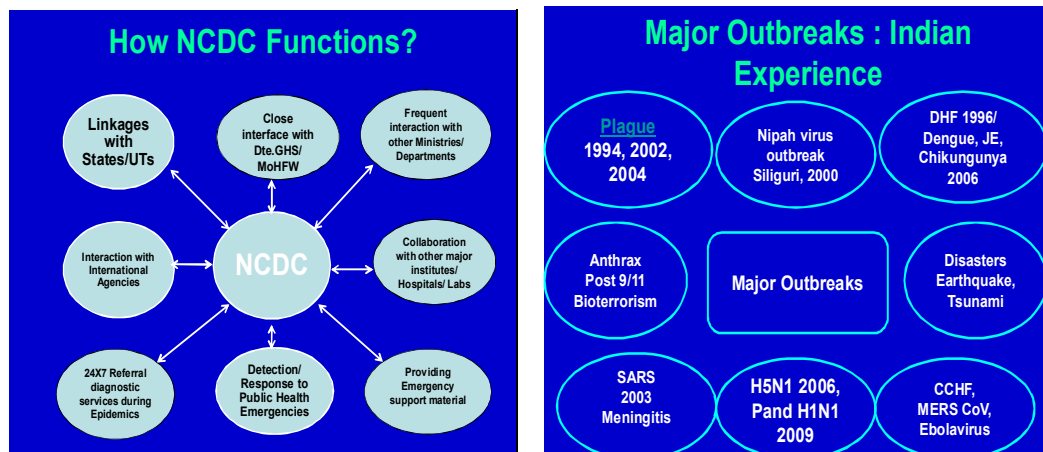 How NCDC Functions?
Linkages
with
States/UTs
Close
interface with
Dte.GHS/
MoHFW
Frequent
interaction with
other Ministries/
Departments
Interaction with
International
Agencies
NCDC
Collaboration
with other major
institutes/
Hospitals/ Labs
24X7 Referral
diagnostic
services during
Epidemics
Detection/
Response to
Public Health
Emergencies
Providing
Emergency
support material
Major Outbreaks : Indian
Experience
Plague
1994, 2002,
2004
Nipah virus
outbreak
Siliguri, 2000
DHF 1996/
Dengue, JE,
Chikungunya
2006
Anthrax
Post 9/11
Bioterrorism
Major Outbreaks
Disasters
Earthquake,
Tsunami
SARS
2003
Meningitis
H5N1 2006,
Pand H1N1
2009
CCHF,
MERS CoV,
Ebolavirus